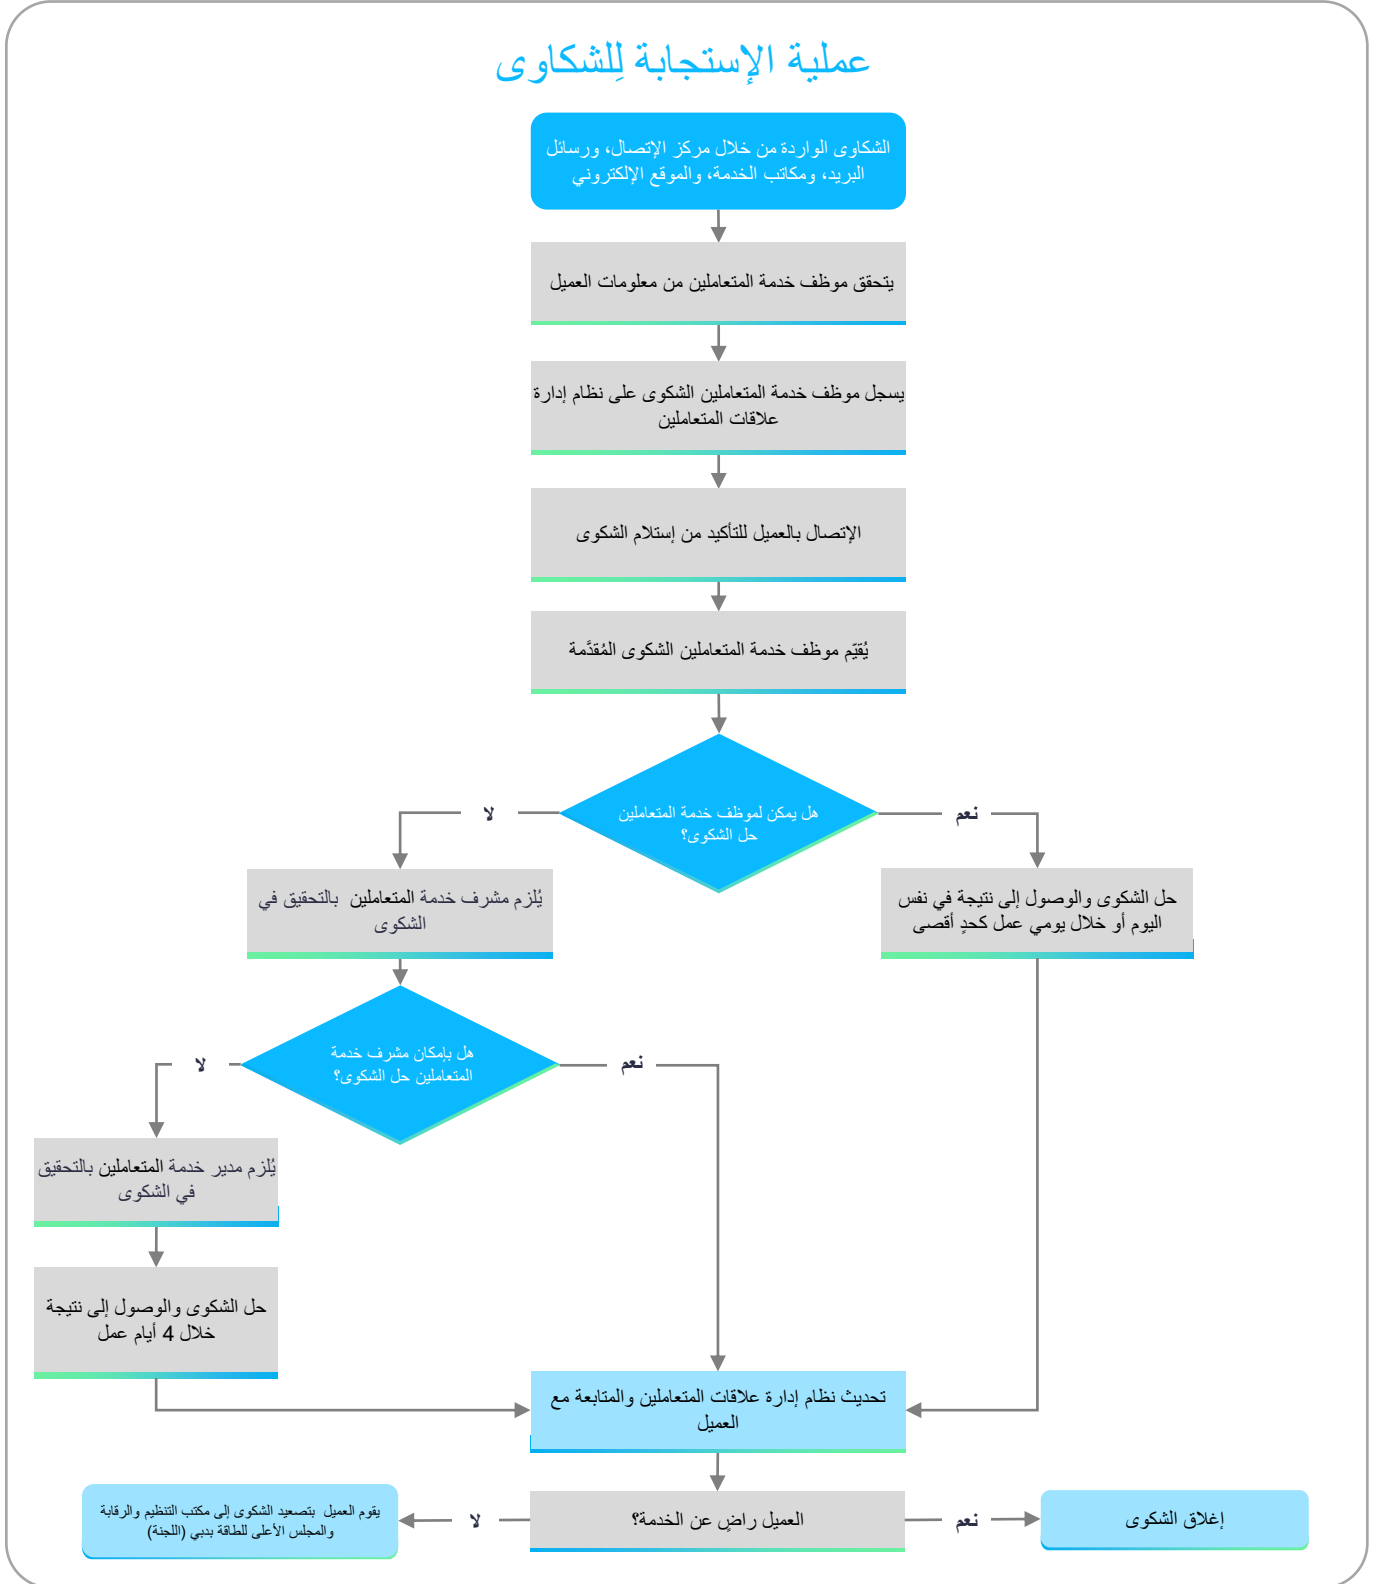 عملية الإستجابة لِلشكاوى
الشكاوى الواردة من خلال مركز الإتصال، ورسائل
البريد، ومكاتب الخدمة، والموقع الإلكتروني
يتحقق موظف خدمة المتعاملين من معلومات العميل
يسجل موظف خدمة المتعاملين الشكوى على نظام إدارة
علاقات المتعاملين
الإتصال بالعميل للتأكيد من إستلام الشكوى
يُقيّم موظف خدمة المتعاملين الشكوى المُقدَّمة
هل يمكن لموظف خدمة المتعاملين
حل الشكوى؟
نعم
لا
حل الشكوى والوصول إلى نتيجة في نفس
اليوم أو خلال يومي عمل كحدٍ أقصى
يُلزم مشرف خدمة المتعاملين بالتحقيق في
الشكوى
هل بإمكان مشرف خدمة
المتعاملين حل الشكوى؟
نعم
لا
يُلزم مدير خدمة المتعاملين بالتحقيق
في الشكوى
حل الشكوى والوصول إلى نتيجة
خلال 4 أيام عمل
تحديث نظام إدارة علاقات المتعاملين والمتابعة مع
العميل
العميل راضٍ عن الخدمة؟
نعم
إغلاق الشكوى
لا
يقوم العميل بتصعيد الشكوى إلى مكتب التنظيم والرقابة
والمجلس الأعلى للطاقة بدبي (اللجنة)